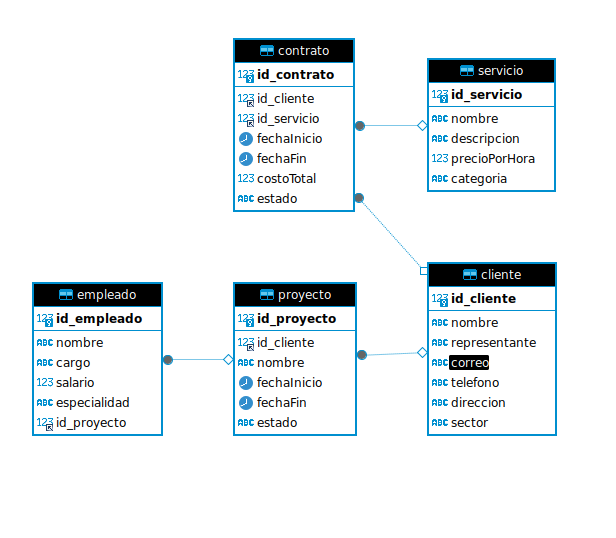 contrato
123 id_contrato
123 id_cliente
123 id_servicio
fechaInicio
fechaFin
123 costoTotal
ABC estado
servicio
123 id_servicio
ABC nombre
ABC descripcion
123 precioPorHora
ABC categoria
empleado
123 id_empleado
ABC nombre
ABC cargo
123 salario
ABC especialidad
123 id_proyecto
proyecto
123 id_proyecto
123 id_cliente
ABC nombre
fechaInicio
fechaFin
ABC estado
cliente
123 id_cliente
ABC nombre
ABC representante
ABC correo
ABC telefono
ABC direccion
ABC sector